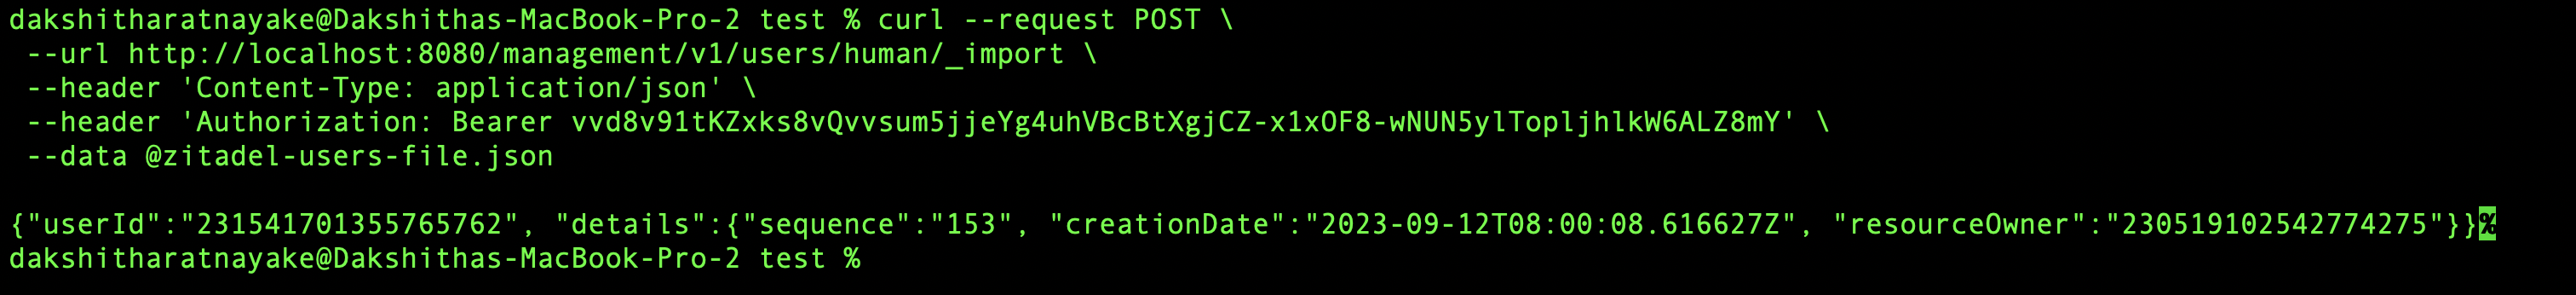 dakshitharatnayake@Dakshithas-MacBook-Pro-2 test % curl --request POST \
--url http://localhost:8080/management/v1/users/human/_import \
--header 'Content-Type: application/json' \
--header 'Authorization: Bearer vvd8v91tKZxks8vQvvsum5jjeYg4uhVBcBtXgjCZ-x1xOF8-wNUN5ylTopljhlkW6ALZ8mY' \
--data @zitadel-users-file.json
{"userId":"231541701355765762", "details":{"sequence":"153", "creationDate":"2023-09-12T08:00:08.616627Z", "resourceOwner":"230519102542774275"}}%
dakshitharatnayake@Dakshithas-MacBook-Pro-2 test %